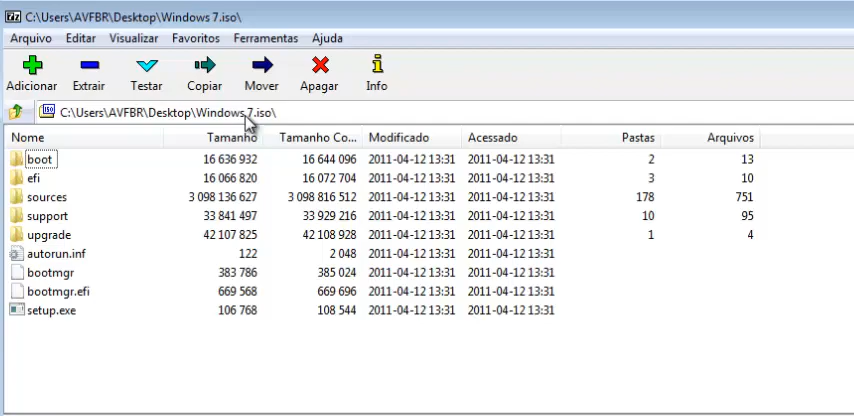 C:\Users\AVFBR\Desktop\Windows 7.iso\
Arquivo Editar Visualizar Favoritos Ferramentas Ajuda
Adicionar Extrair Testar Copiar Mover Apagar Info
C:\Users\AVFBR\Desktop\Windows 7.iso\
Nome Tamanho Tamanho Co... Modificado Acessado Pastas Arquivos
boot 16 636 932 16 644 096 2011-04-12 13:31 2011-04-12 13:31 2 13
efi 16 066 820 16 072 704 2011-04-12 13:31 2011-04-12 13:31 3 10
sources 3 098 136 627 3 098 816 512 2011-04-12 13:31 2011-04-12 13:31 178 751
support 33 841 497 33 929 216 2011-04-12 13:31 2011-04-12 13:31 10 95
upgrade 42 107 825 42 108 928 2011-04-12 13:31 2011-04-12 13:31 1 4
autorun.inf 122 2 048 2011-04-12 13:31 2011-04-12 13:31
bootmgr 383 786 385 024 2011-04-12 13:31 2011-04-12 13:31
bootmgr.efi 669 568 669 696 2011-04-12 13:31 2011-04-12 13:31
setup.exe 106 768 108 544 2011-04-12 13:31 2011-04-12 13:31